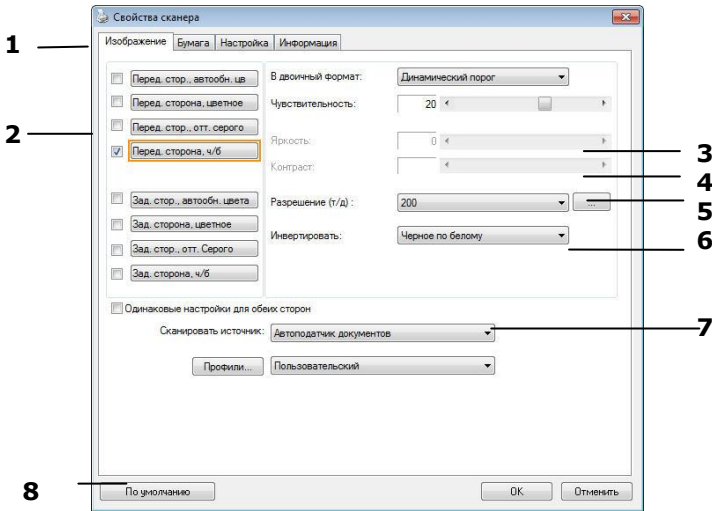 Свойства сканера
1
Изображение Бумага Настройка Информация
Перед. стор., автообн. цв
В двоичный формат: Динамический порог
Перед. сторона, цветное
Чувствительность: 20
2
Перед. стор., отт. серого
Яркость: 0
3
Перед. сторона, ч/б
Контраст:
4
Зад. стор., автообн. цвета
Разрешение (т/д) : 200 ...
5
Зад. сторона, цветное
Инвертировать: Черное по белому
6
Зад. стор., отт. Серого
Зад. сторона, ч/б
Одинаковые настройки для обеих сторон
Сканировать источник: Автоподатчик документов
7
Профили... Пользовательский
8
По умолчанию OK Отменить